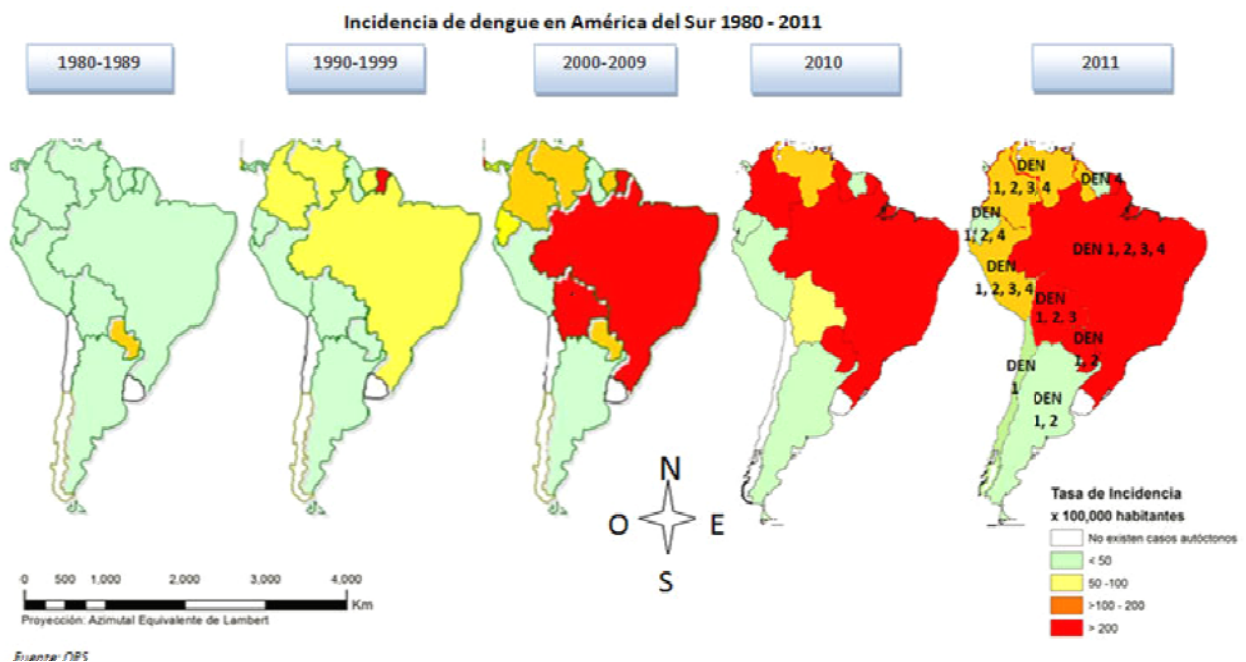 Incidencia de dengue en América del Sur 1980 - 2011
1980-1989
1990-1999
2000-2009
2010
2011
DEN
1, 2, 3, 4
DEN 4
DEN
1, 2, 4
DEN 1, 2, 3, 4
DEN
1, 2, 3, 4
DEN
1, 2, 3
DEN
1, 2
DEN
1
DEN
1, 2
N
O E
S
Tasa de Incidencia
x 100,000 habitantes
No existen casos autóctonos
< 50
50 -100
>100 - 200
> 200
0 500 1,000 2,000 3,000 4,000
Km
Proyección: Azimutal Equivalente de Lambert
Fuente: OPS